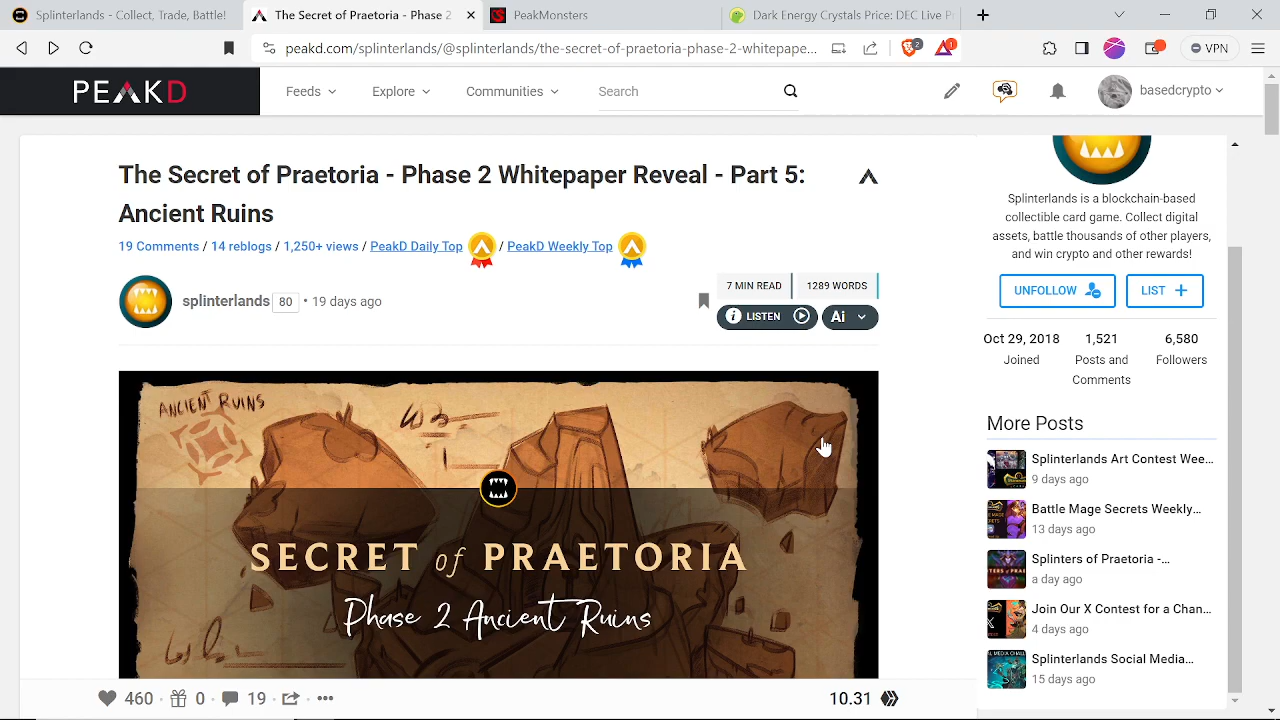 Splinterlands - Collect, Trade, Battle!
The Secret of Praetoria - Phase 2
PeakMonsters
Dark Energy Crystals Price: DEC Live P
peakd.com/splinterlands/@splinterlands/the-secret-of-praetoria-phase-2-whitepape...
2
1
VPN
PEAKD
Feeds
Explore
Communities
Search
basedcrypto
The Secret of Praetoria - Phase 2 Whitepaper Reveal - Part 5:
Ancient Ruins
19 Comments / 14 reblogs / 1,250+ views / PeakD Daily Top / PeakD Weekly Top
splinterlands 80 • 19 days ago
7 MIN READ
1289 WORDS
LISTEN
Ai
ANCIENT RUINS
SECRET of PRAETORIA
Phase 2 Ancient Ruins
460
0
19
10.31
Splinterlands is a blockchain-based
collectible card game. Collect digital
assets, battle thousands of other players,
and win crypto and other rewards!
UNFOLLOW
LIST
Oct 29, 2018
Joined
1,521
Posts and
Comments
6,580
Followers
More Posts
Splinterlands Art Contest Wee...
9 days ago
Battle Mage Secrets Weekly...
13 days ago
Splinters of Praetoria -...
a day ago
Join Our X Contest for a Chan...
4 days ago
Splinterlands Social Media...
15 days ago